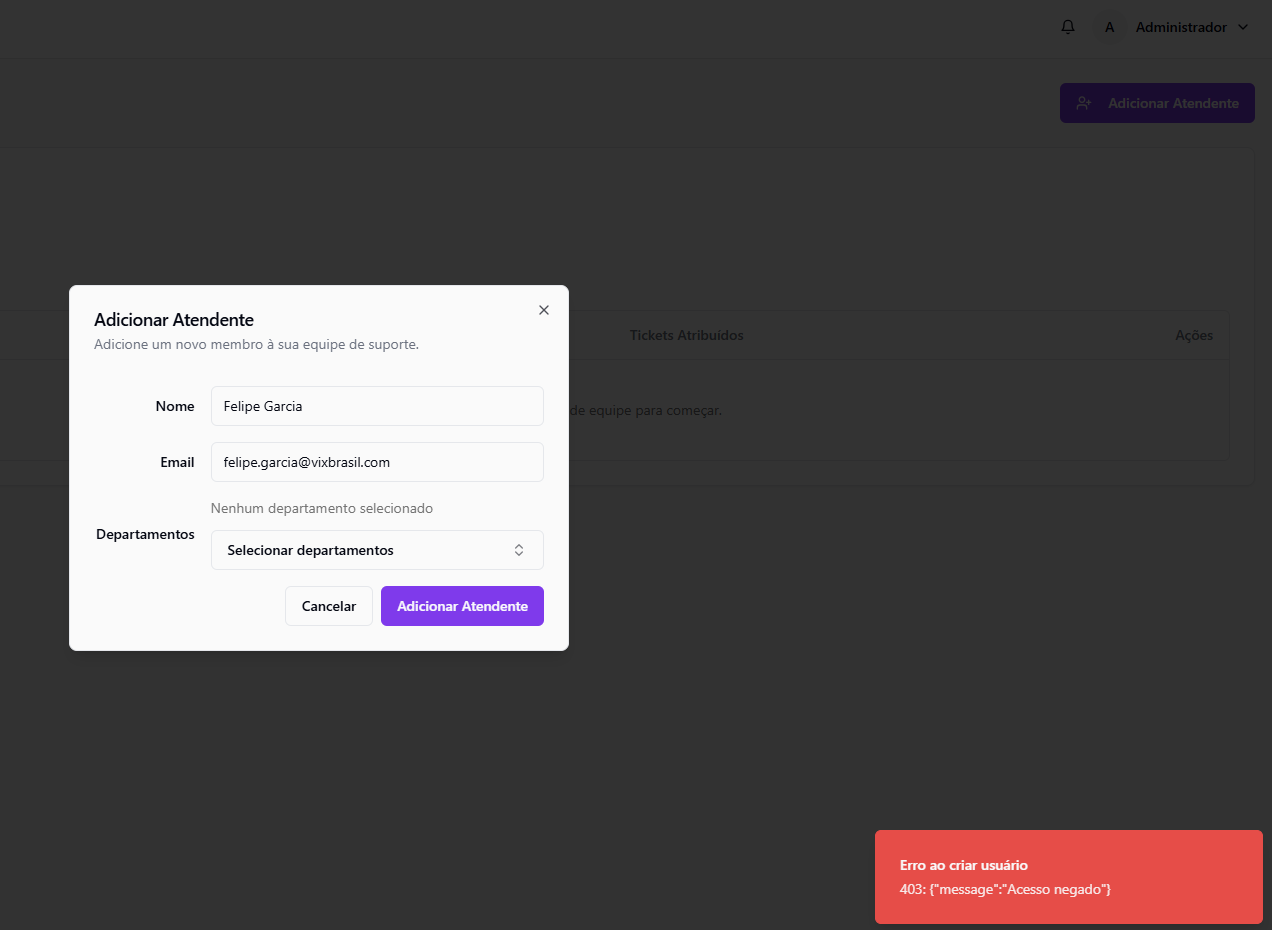 A
Administrador
Adicionar Atendente
Tickets Atribuídos
Ações
de equipe para começar.
Adicionar Atendente
Adicione um novo membro à sua equipe de suporte.
Nome
Felipe Garcia
Email
felipe.garcia@vixbrasil.com
Nenhum departamento selecionado
Departamentos
Selecionar departamentos
Cancelar
Adicionar Atendente
Erro ao criar usuário
403: {"message":"Acesso negado"}